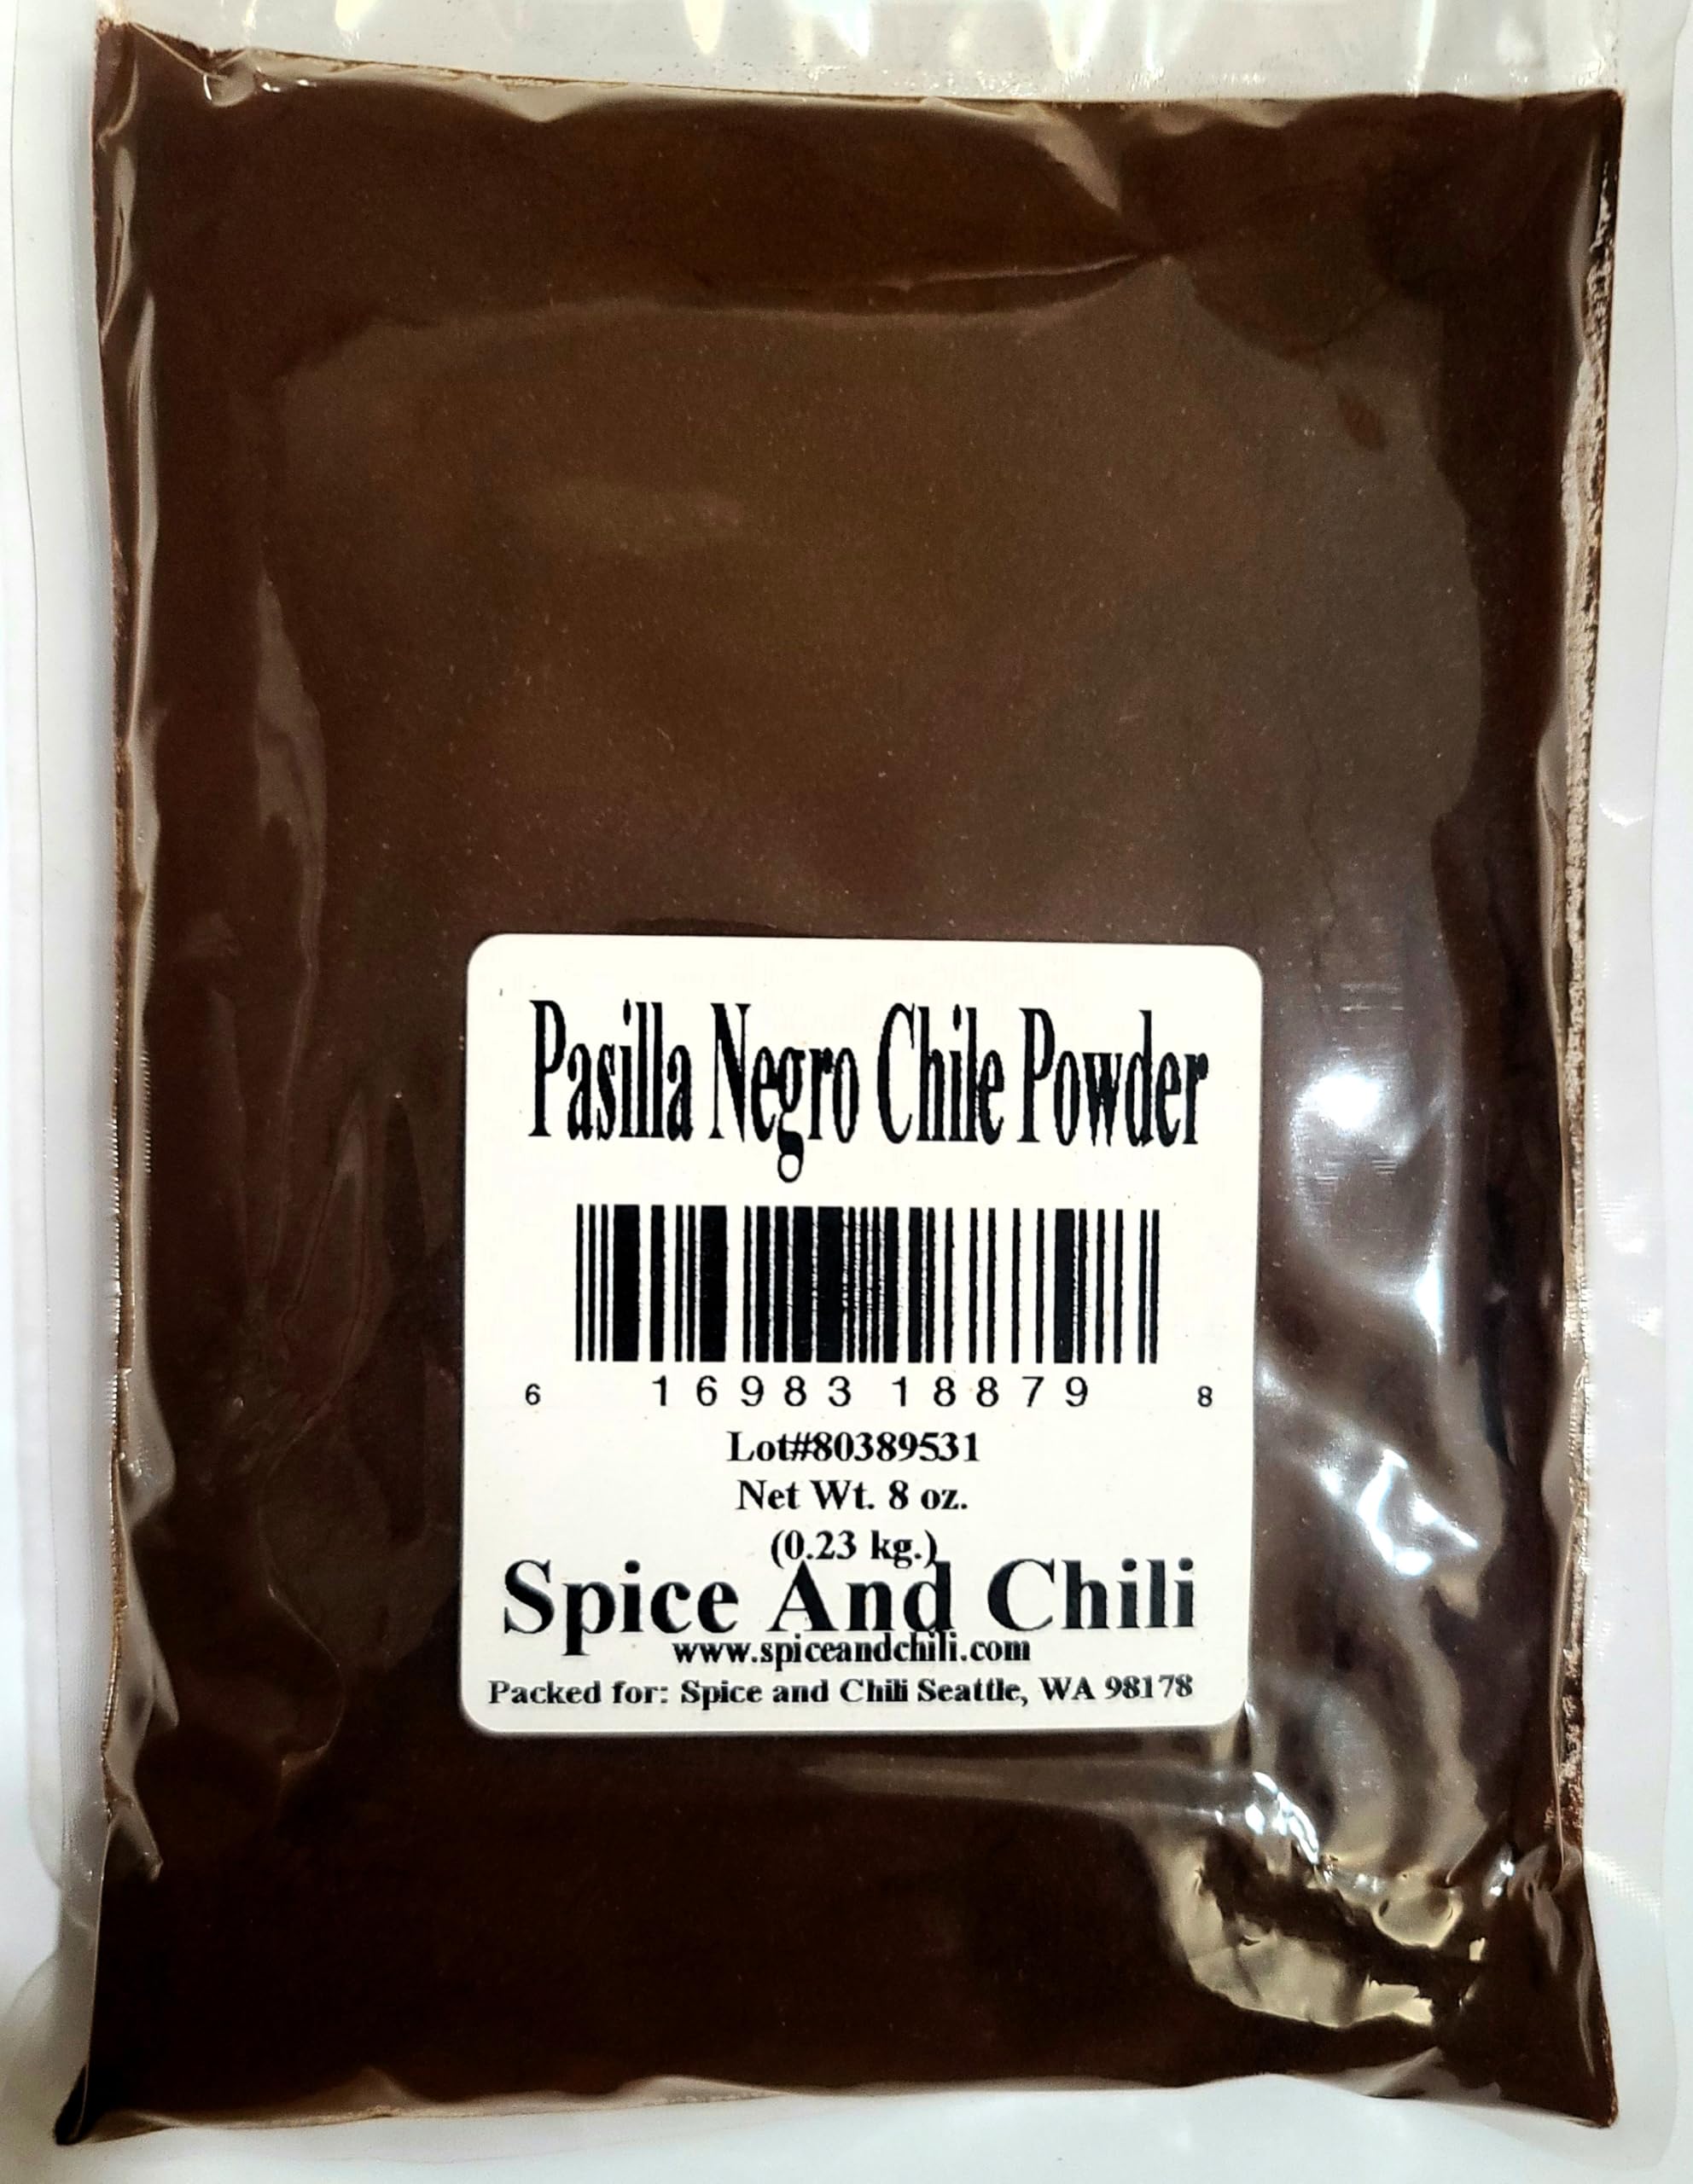 Pasilla Negro Chile Powder
6 16983 18879 8
Lot#80389531
Net Wt. 8 oz.
(0.23 kg.)
Spice And Chili
www.spiceandchili.com
Packed for: Spice and Chili Seattle, WA 98178